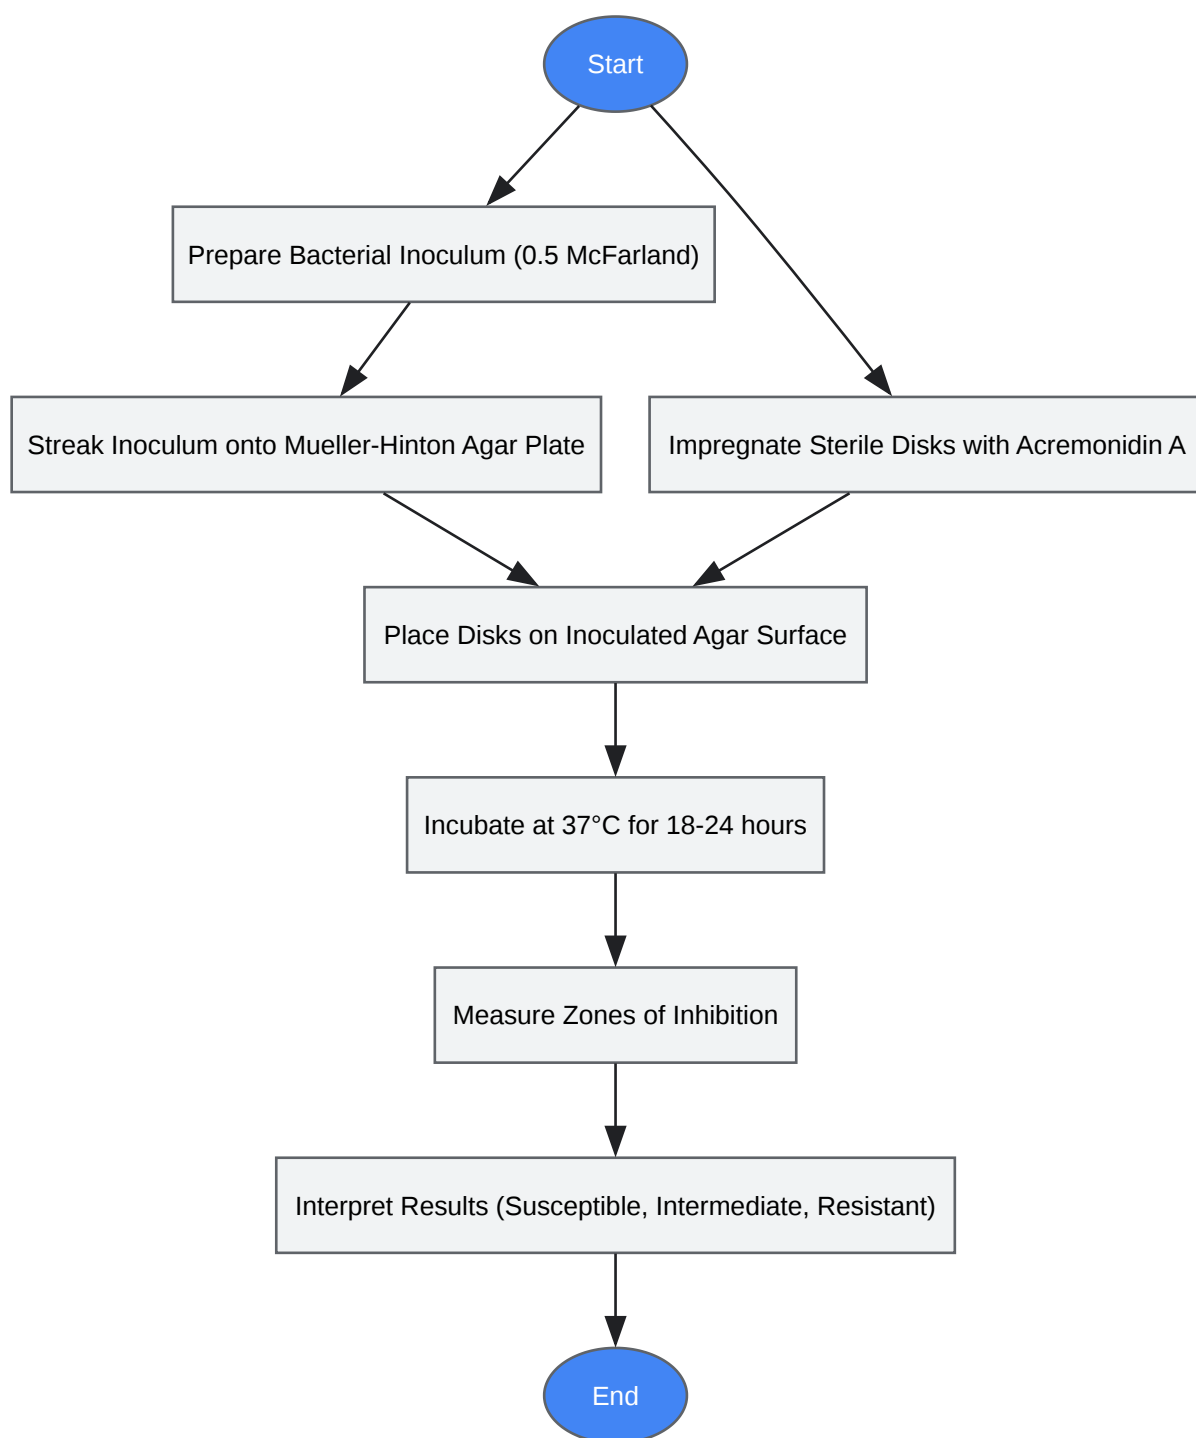 Start
Prepare Bacterial Inoculum (0.5 McFarland)
Streak Inoculum onto Mueller-Hinton Agar Plate
Impregnate Sterile Disks with Acremonidin A
Place Disks on Inoculated Agar Surface
Incubate at 37°C for 18-24 hours
Measure Zones of Inhibition
Interpret Results (Susceptible, Intermediate, Resistant)
End